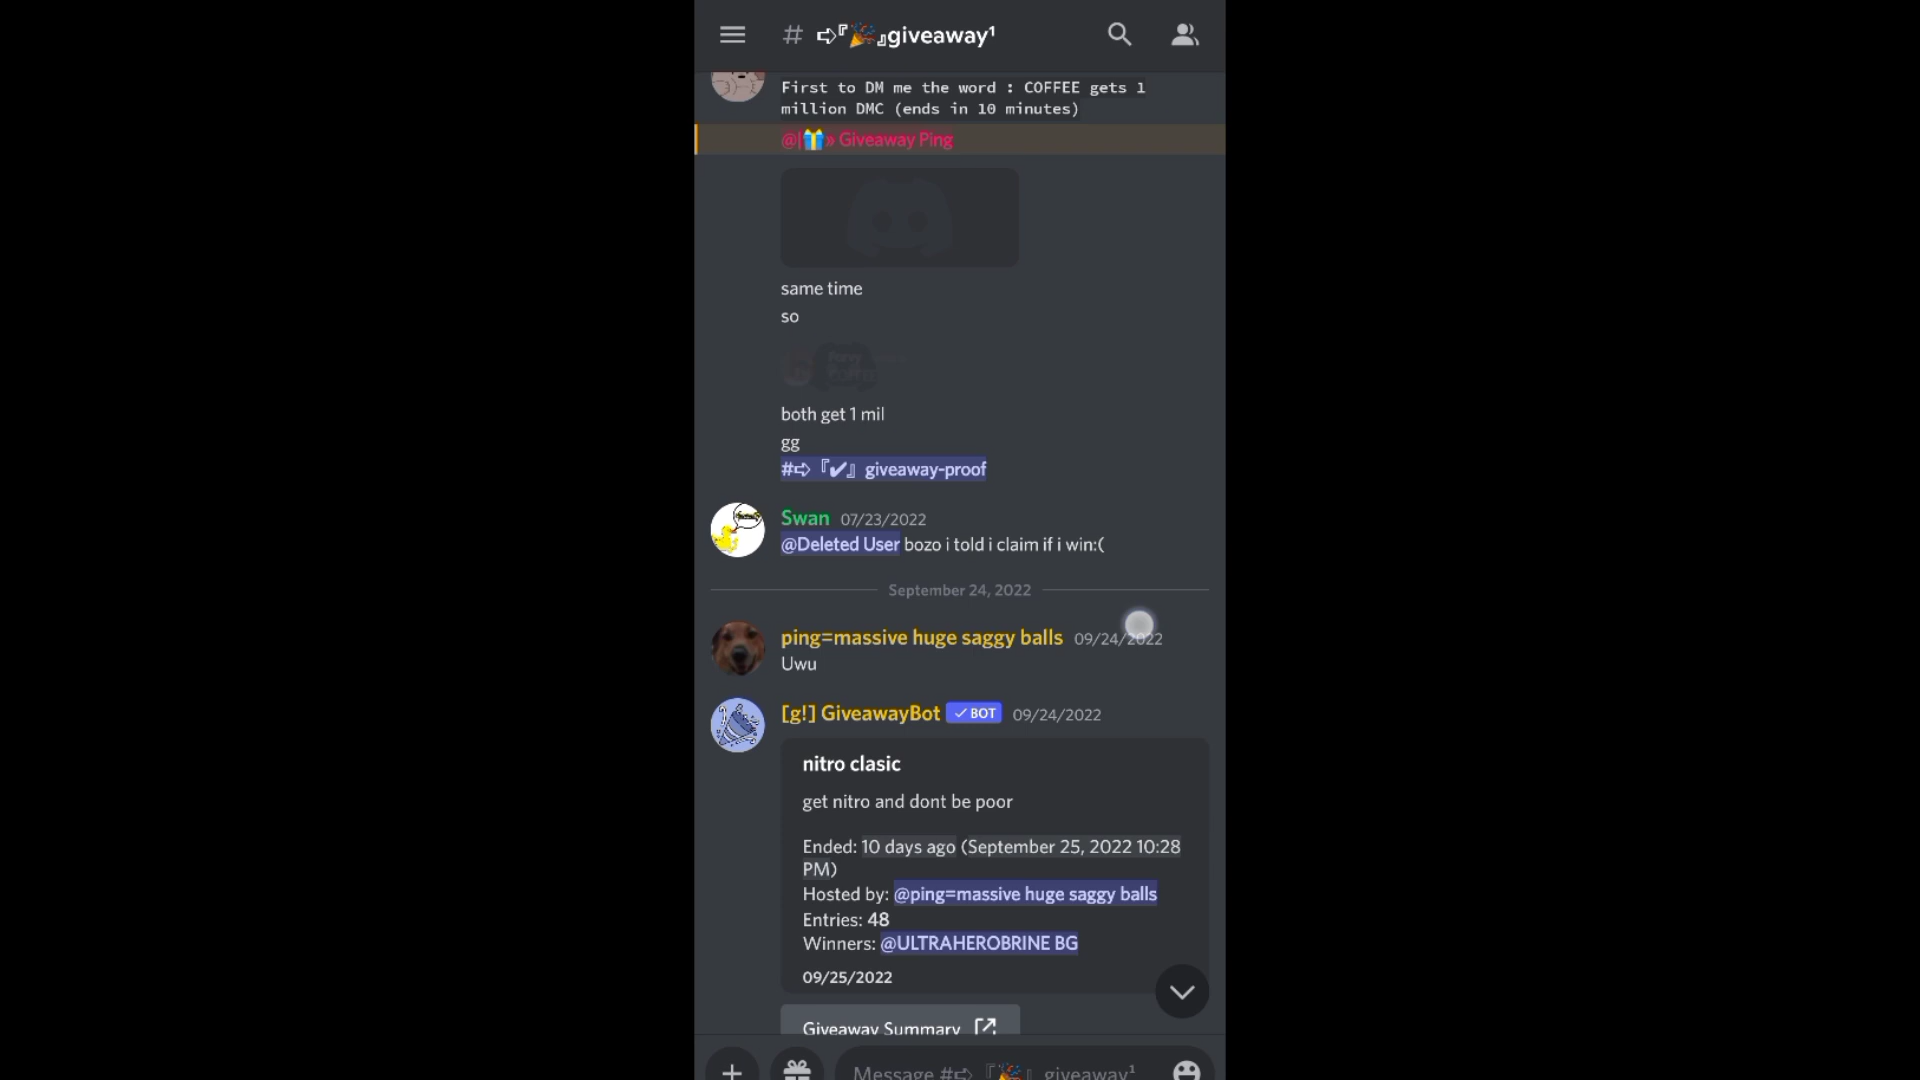 # ➪『🎉』giveaway¹
First to DM me the word : COFFEE gets 1
million DMC (ends in 10 minutes)
@|🎁» Giveaway Ping
same time
so
both get 1 mil
gg
#➪ 『✔』 giveaway-proof
Swan 07/23/2022
@Deleted User bozo i told i claim if i win:(
September 24, 2022
ping=massive huge saggy balls 09/24/2022
Uwu
[g!] GiveawayBot ✓ BOT 09/24/2022
nitro clasic
get nitro and dont be poor
Ended: 10 days ago (September 25, 2022 10:28
PM)
Hosted by: @ping=massive huge saggy balls
Entries: 48
Winners: @ULTRAHEROBRINE BG
09/25/2022
Giveaway Summary
Message #➪ 『🎉』 giveaway¹